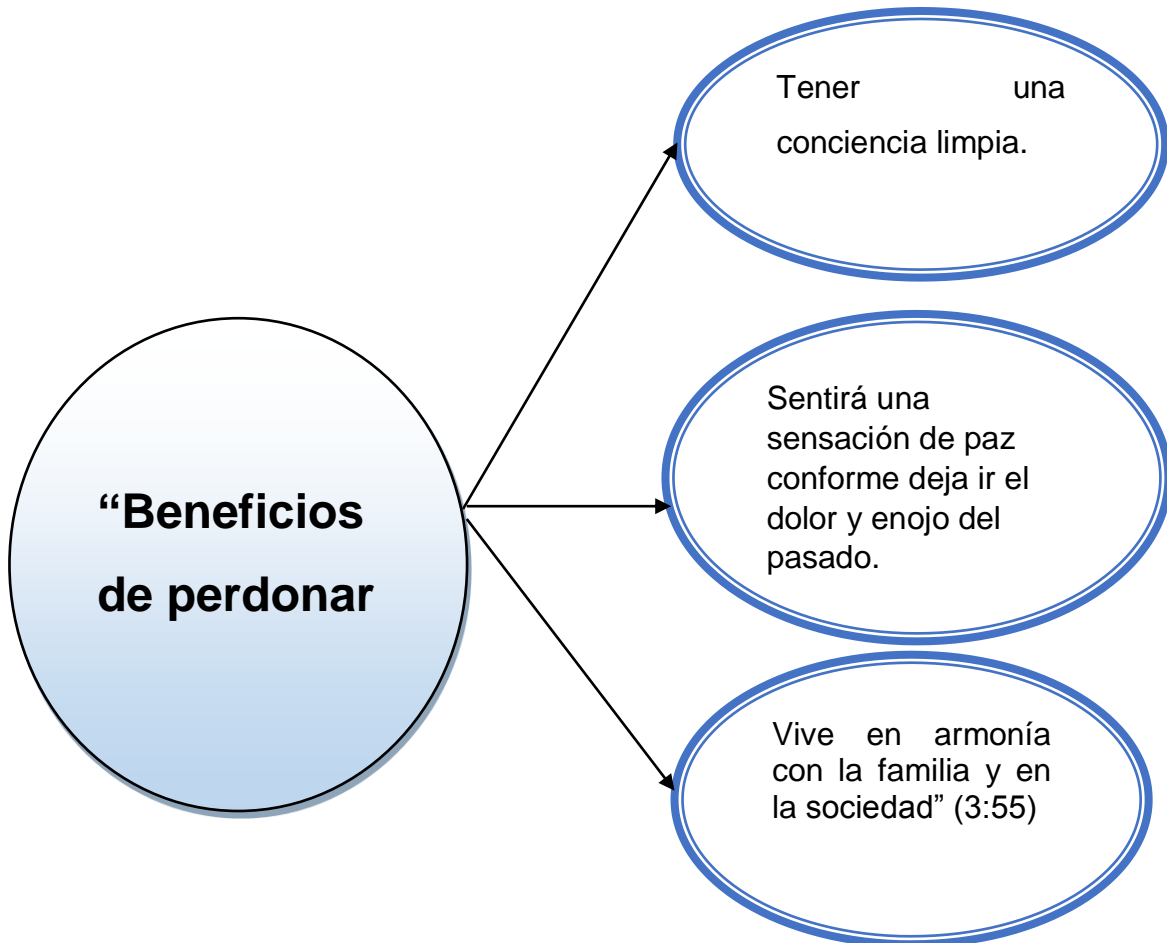 “Beneficios
de perdonar
Tener una
conciencia limpia.
Sentirá una
sensación de paz
conforme deja ir el
dolor y enojo del
pasado.
Vive en armonía
con la familia y en
la sociedad” (3:55)